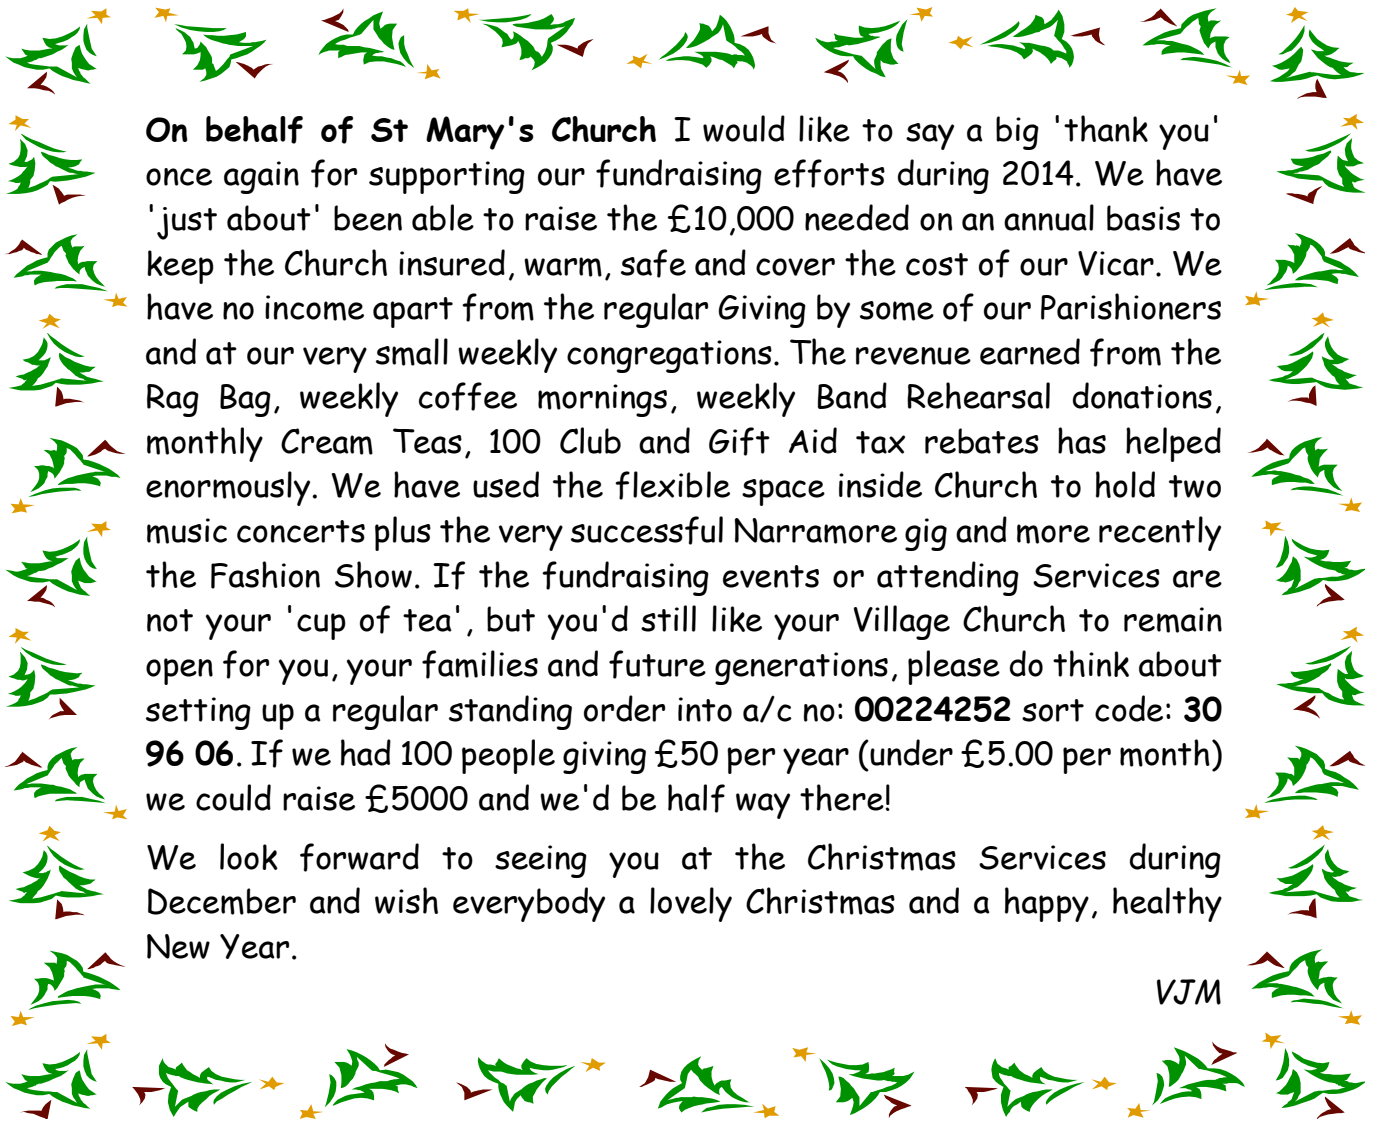 On behalf of St Mary's Church I would like to say a big 'thank you'
once again for supporting our fundraising efforts during 2014. We have
'just about' been able to raise the £10,000 needed on an annual basis to
keep the Church insured, warm, safe and cover the cost of our Vicar. We
have no income apart from the regular Giving by some of our Parishioners
and at our very small weekly congregations. The revenue earned from the
Rag Bag, weekly coffee mornings, weekly Band Rehearsal donations,
monthly Cream Teas, 100 Club and Gift Aid tax rebates has helped
enormously. We have used the flexible space inside Church to hold two
music concerts plus the very successful Narramore gig and more recently
the Fashion Show. If the fundraising events or attending Services are
not your 'cup of tea', but you'd still like your Village Church to remain
open for you, your families and future generations, please do think about
setting up a regular standing order into a/c no: 00224252 sort code: 30
96 06. If we had 100 people giving £50 per year (under £5.00 per month)
we could raise £5000 and we'd be half way there!
We look forward to seeing you at the Christmas Services during
December and wish everybody a lovely Christmas and a happy, healthy
New Year.
VJM